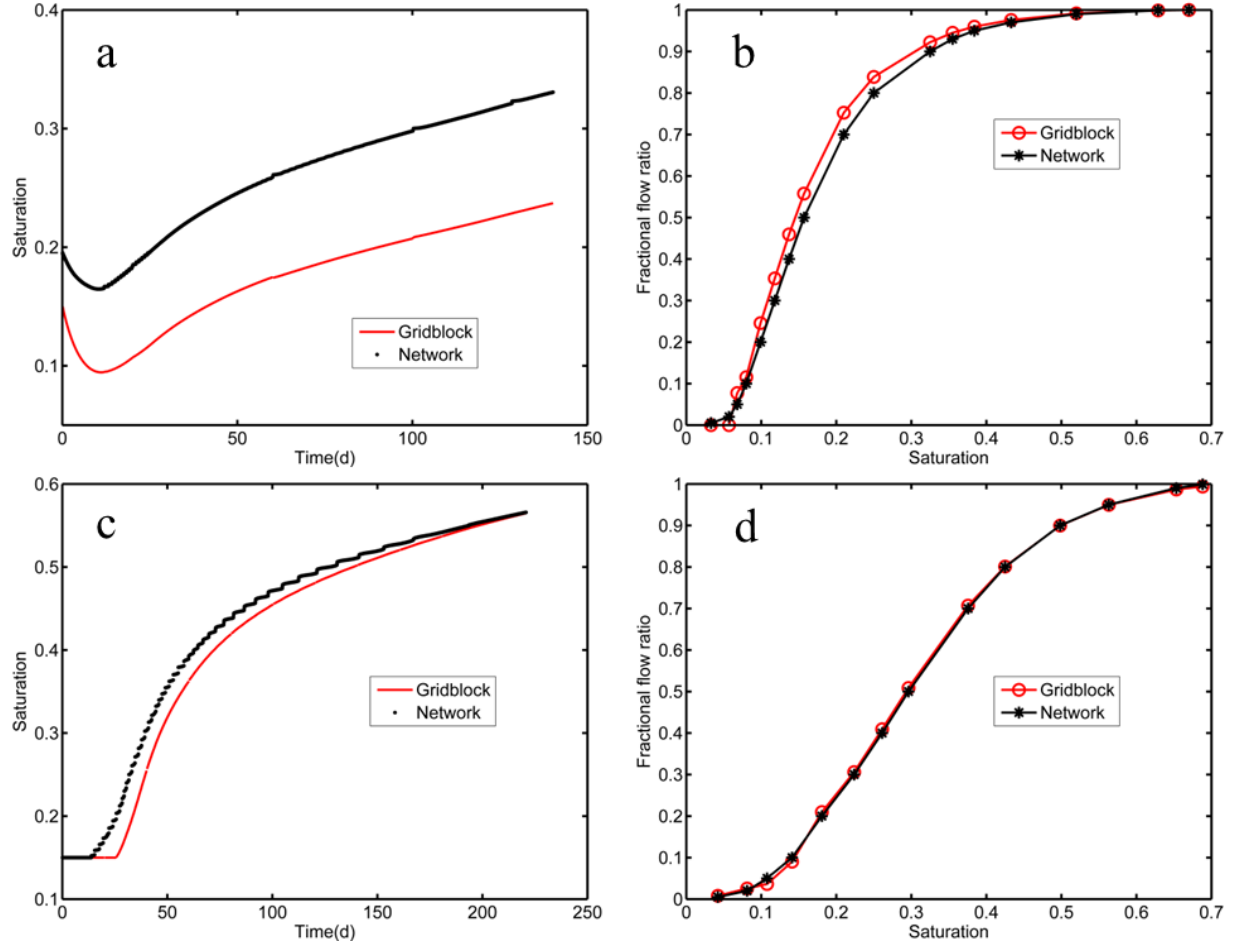 a
0.4
0.3
0.2
0.1
Saturation
0
50
100
150
Time(d)
Gridblock
Network
b
1
0.9
0.8
0.7
0.6
0.5
0.4
0.3
0.2
0.1
0
Fractional flow ratio
0
0.1
0.2
0.3
0.4
0.5
0.6
0.7
Saturation
Gridblock
Network
c
0.6
0.5
0.4
0.3
0.2
0.1
Saturation
0
50
100
150
200
250
Time(d)
Gridblock
Network
d
1
0.9
0.8
0.7
0.6
0.5
0.4
0.3
0.2
0.1
0
Fractional flow ratio
0
0.1
0.2
0.3
0.4
0.5
0.6
0.7
Saturation
Gridblock
Network